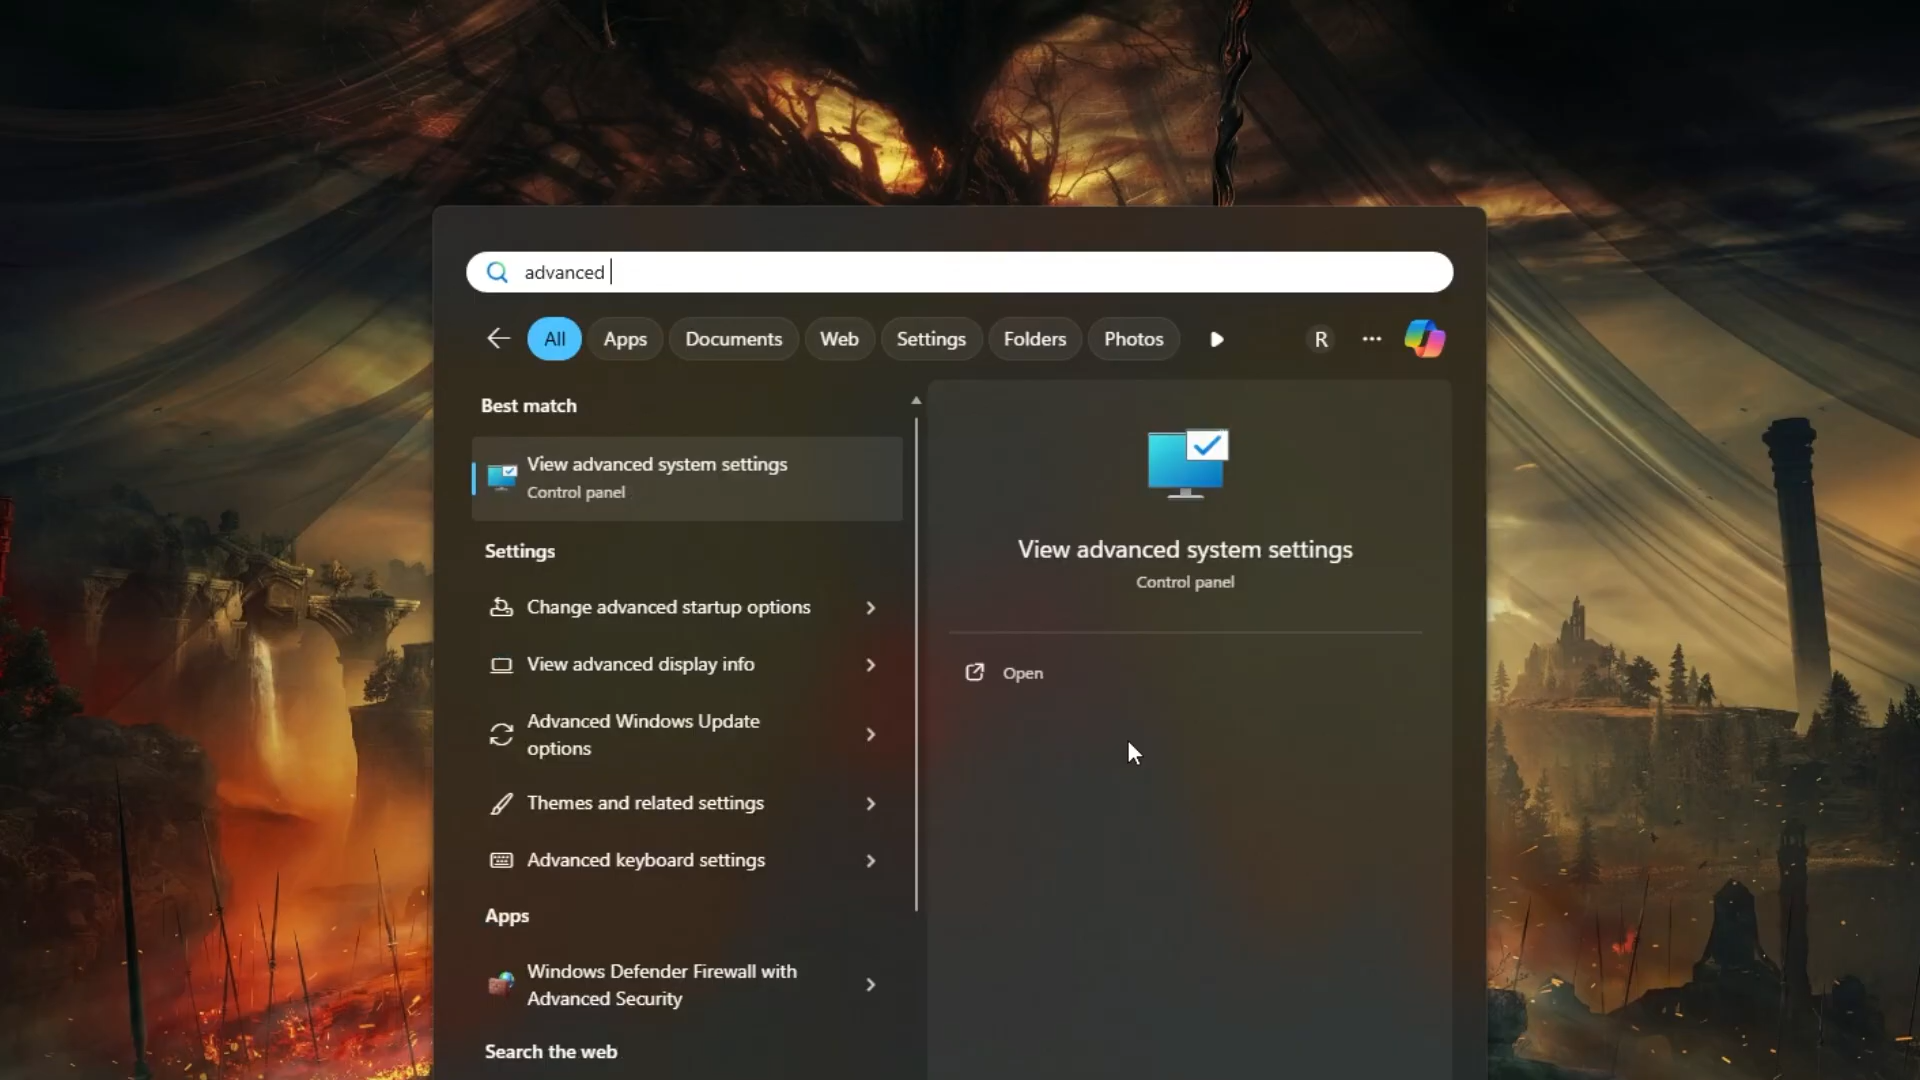 advanced
All Apps Documents Web Settings Folders Photos R
Best match
View advanced system settings
Control panel
Settings
Change advanced startup options
View advanced display info
Advanced Windows Update
options
Themes and related settings
Advanced keyboard settings
Apps
Windows Defender Firewall with
Advanced Security
Search the web
View advanced system settings
Control panel
Open